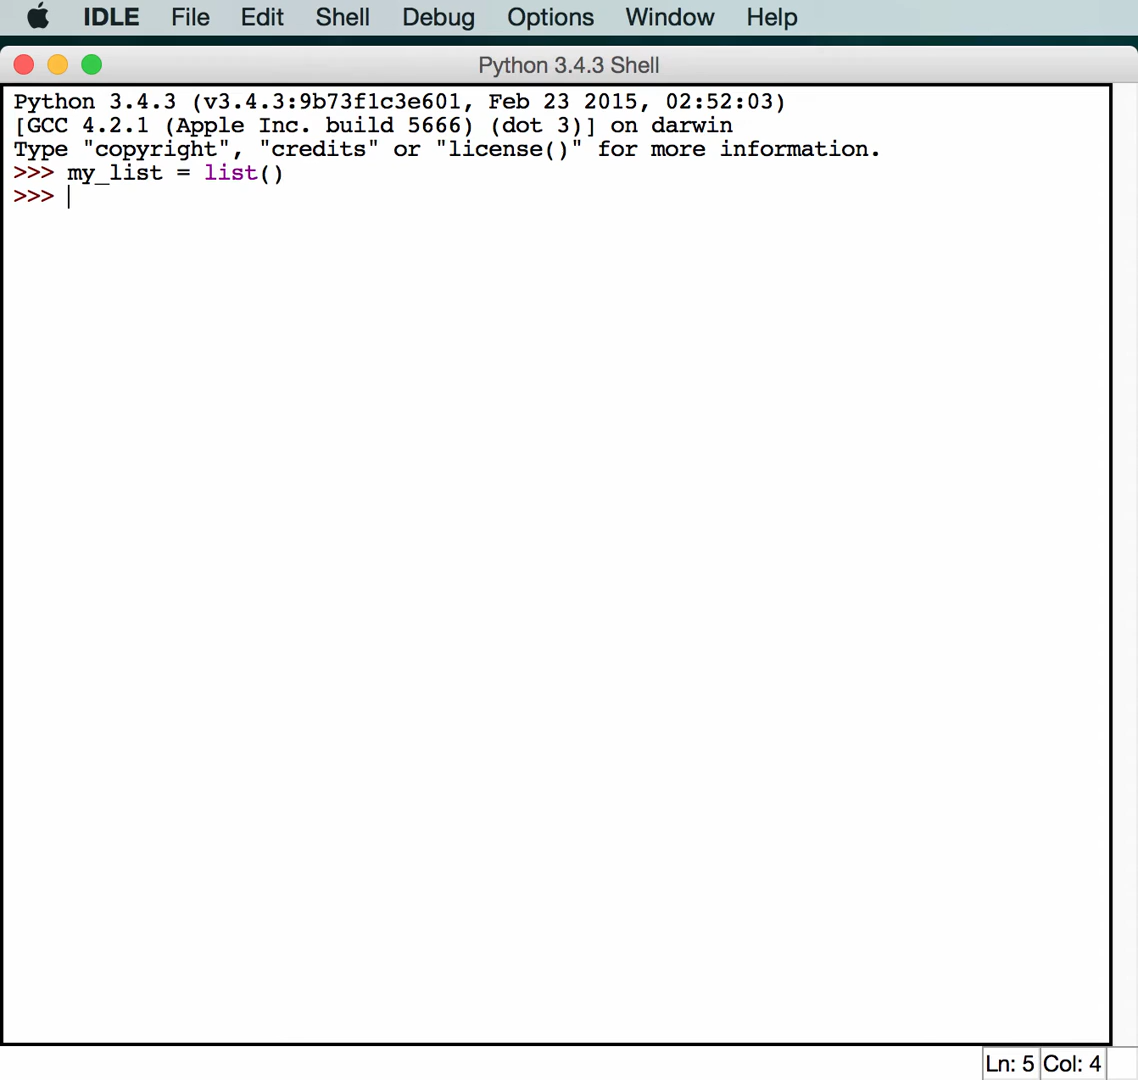 IDLE File Edit Shell Debug Options Window Help
Python 3.4.3 Shell
Python 3.4.3 (v3.4.3:9b73f1c3e601, Feb 23 2015, 02:52:03)
[GCC 4.2.1 (Apple Inc. build 5666) (dot 3)] on darwin
Type "copyright", "credits" or "license()" for more information.
>>> my_list = list()
>>>
Ln: 5 Col: 4